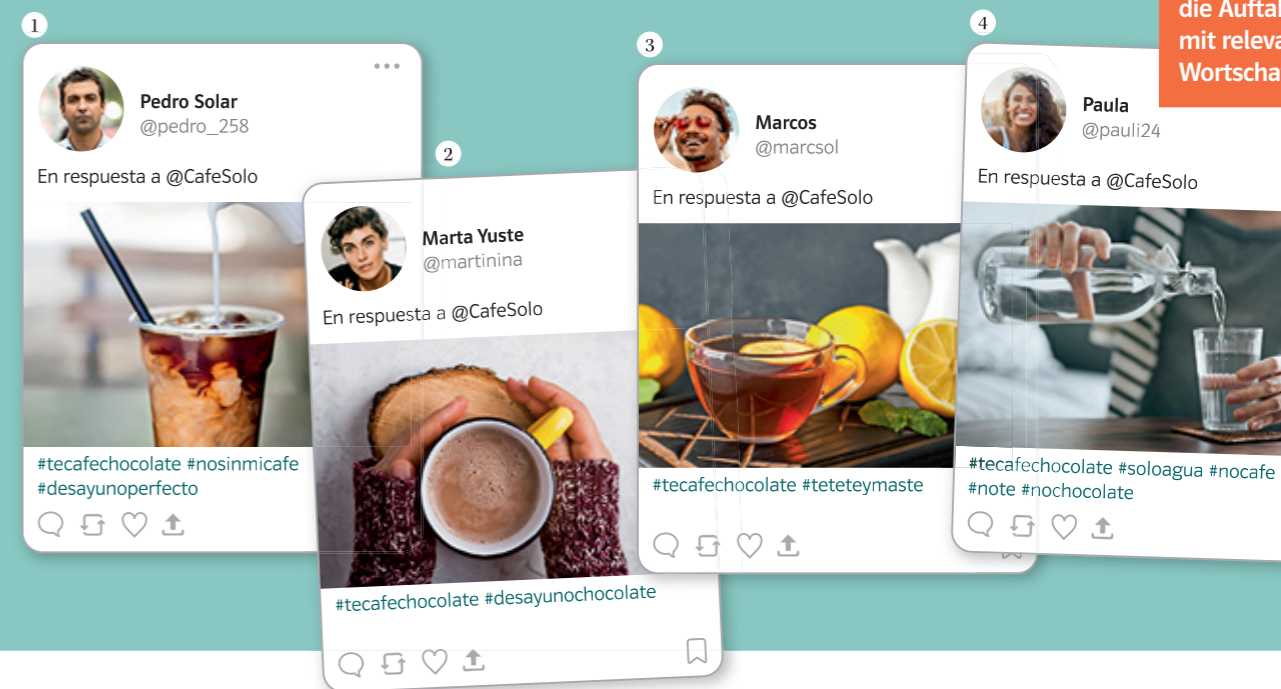 1
Pedro Solar
@pedro_258
En respuesta a @CafeSolo
#tecafechocolate #nosinmicafe
#desayunoperfecto
2
Marta Yuste
@martinina
En respuesta a @CafeSolo
#tecafechocolate #desayunochocolate
3
Marcos
@marcsol
En respuesta a @CafeSolo
#tecafechocolate #teteteymaste
4
Paula
@pauli24
En respuesta a @CafeSolo
#tecafechocolate #soloagua #nocafe
#note #nochocolate
mit